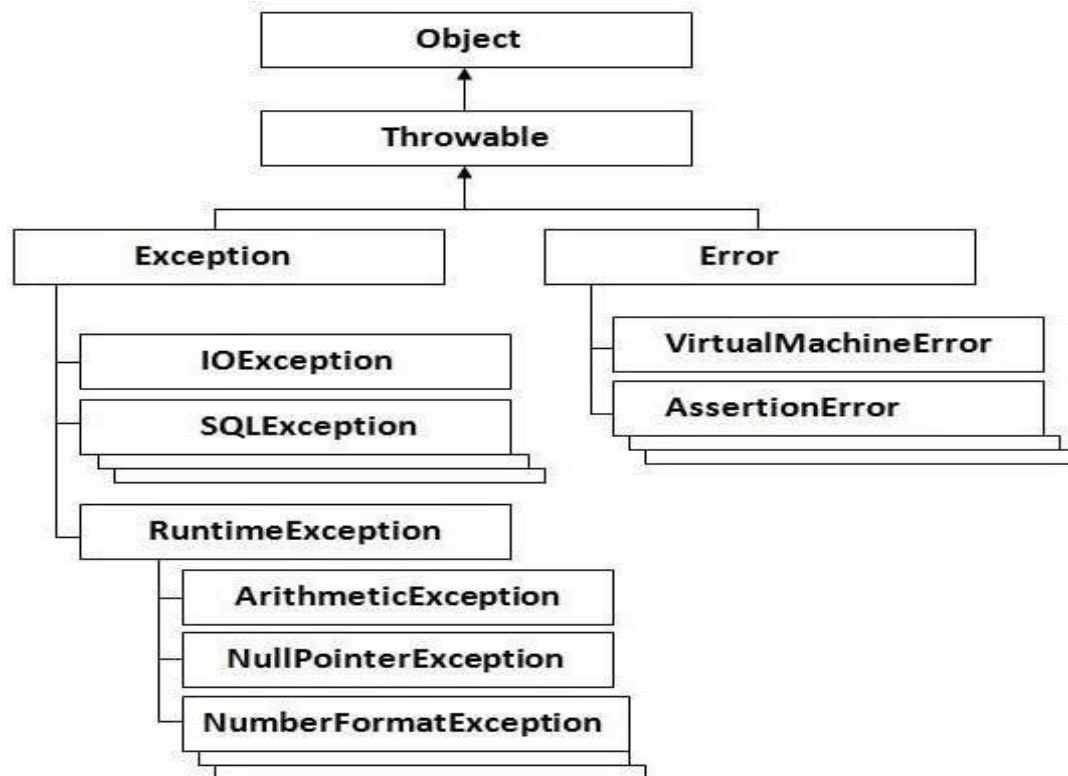 Object
Throwable
Exception
Error
IOException
SQLException
VirtualMachineError
AssertionError
RuntimeException
ArithmeticException
NullPointerException
NumberFormatException